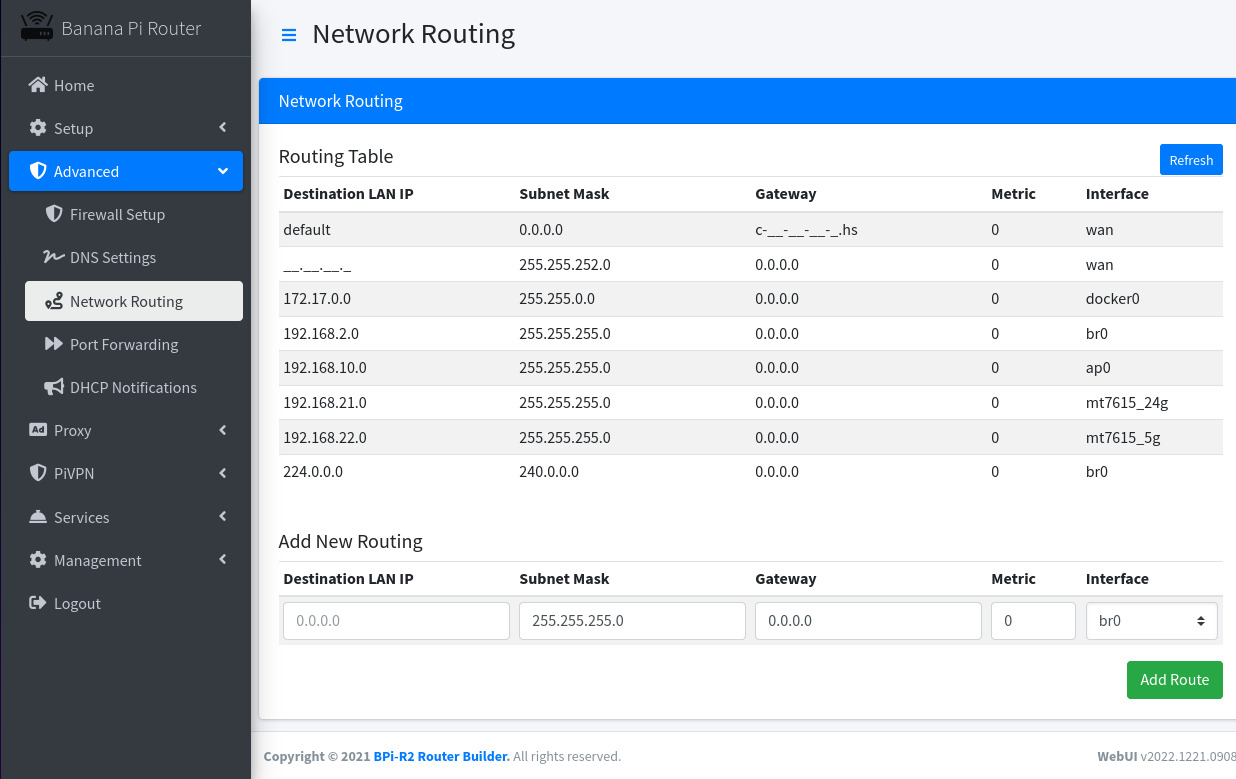 Banana Pi Router
Network Routing
Home
Setup
Advanced
Firewall Setup
DNS Settings
Network Routing
Port Forwarding
DHCP Notifications
Ad Proxy
PiVPN
Services
Management
Logout
Network Routing
Routing Table
Refresh
Destination LAN IP Subnet Mask Gateway Metric Interface
default 0.0.0.0 c-__-__-__-_.hs 0 wan
__.__.__._ 255.255.252.0 0.0.0.0 0 wan
172.17.0.0 255.255.0.0 0.0.0.0 0 docker0
192.168.2.0 255.255.255.0 0.0.0.0 0 br0
192.168.10.0 255.255.255.0 0.0.0.0 0 ap0
192.168.21.0 255.255.255.0 0.0.0.0 0 mt7615_24g
192.168.22.0 255.255.255.0 0.0.0.0 0 mt7615_5g
224.0.0.0 240.0.0.0 0.0.0.0 0 br0
Add New Routing
Destination LAN IP Subnet Mask Gateway Metric Interface
0.0.0.0 255.255.255.0 0.0.0.0 0 br0
Add Route
Copyright © 2021 BPi-R2 Router Builder. All rights reserved. WebUI v2022.1221.0908